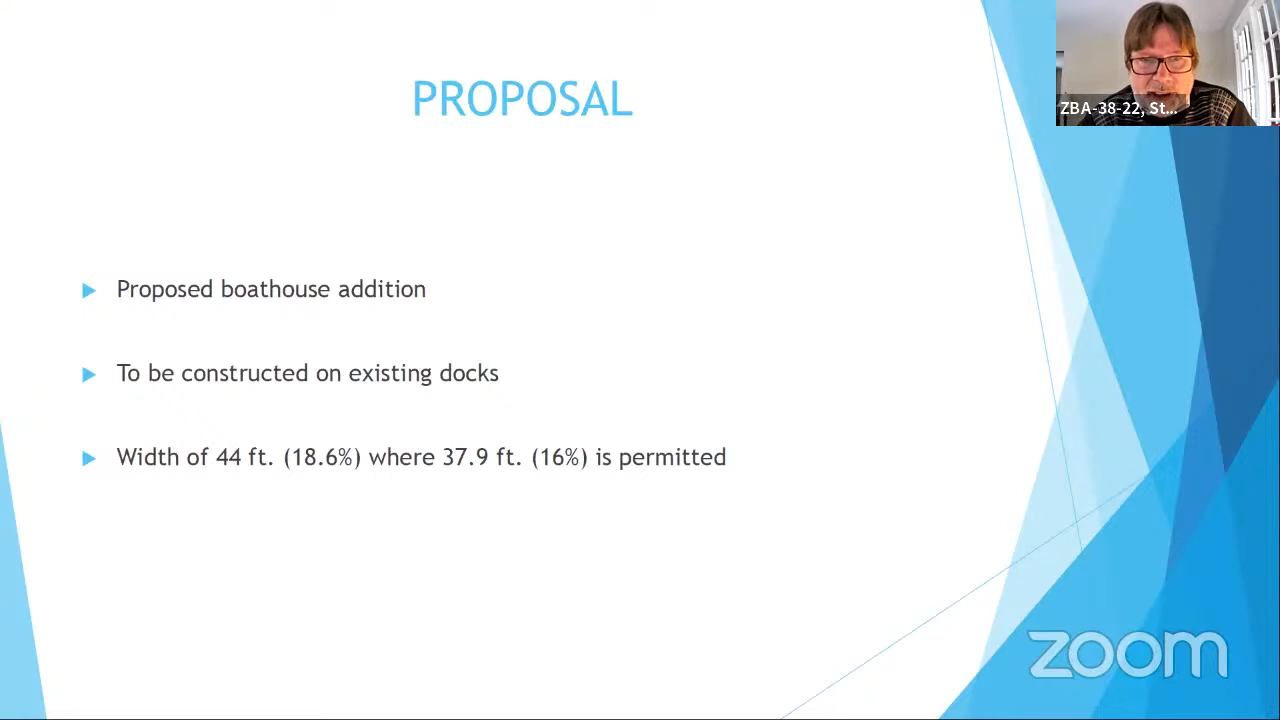 PROPOSAL
ZBA-38-22, St...
Proposed boathouse addition
To be constructed on existing docks
Width of 44 ft. (18.6%) where 37.9 ft. (16%) is permitted
zoom